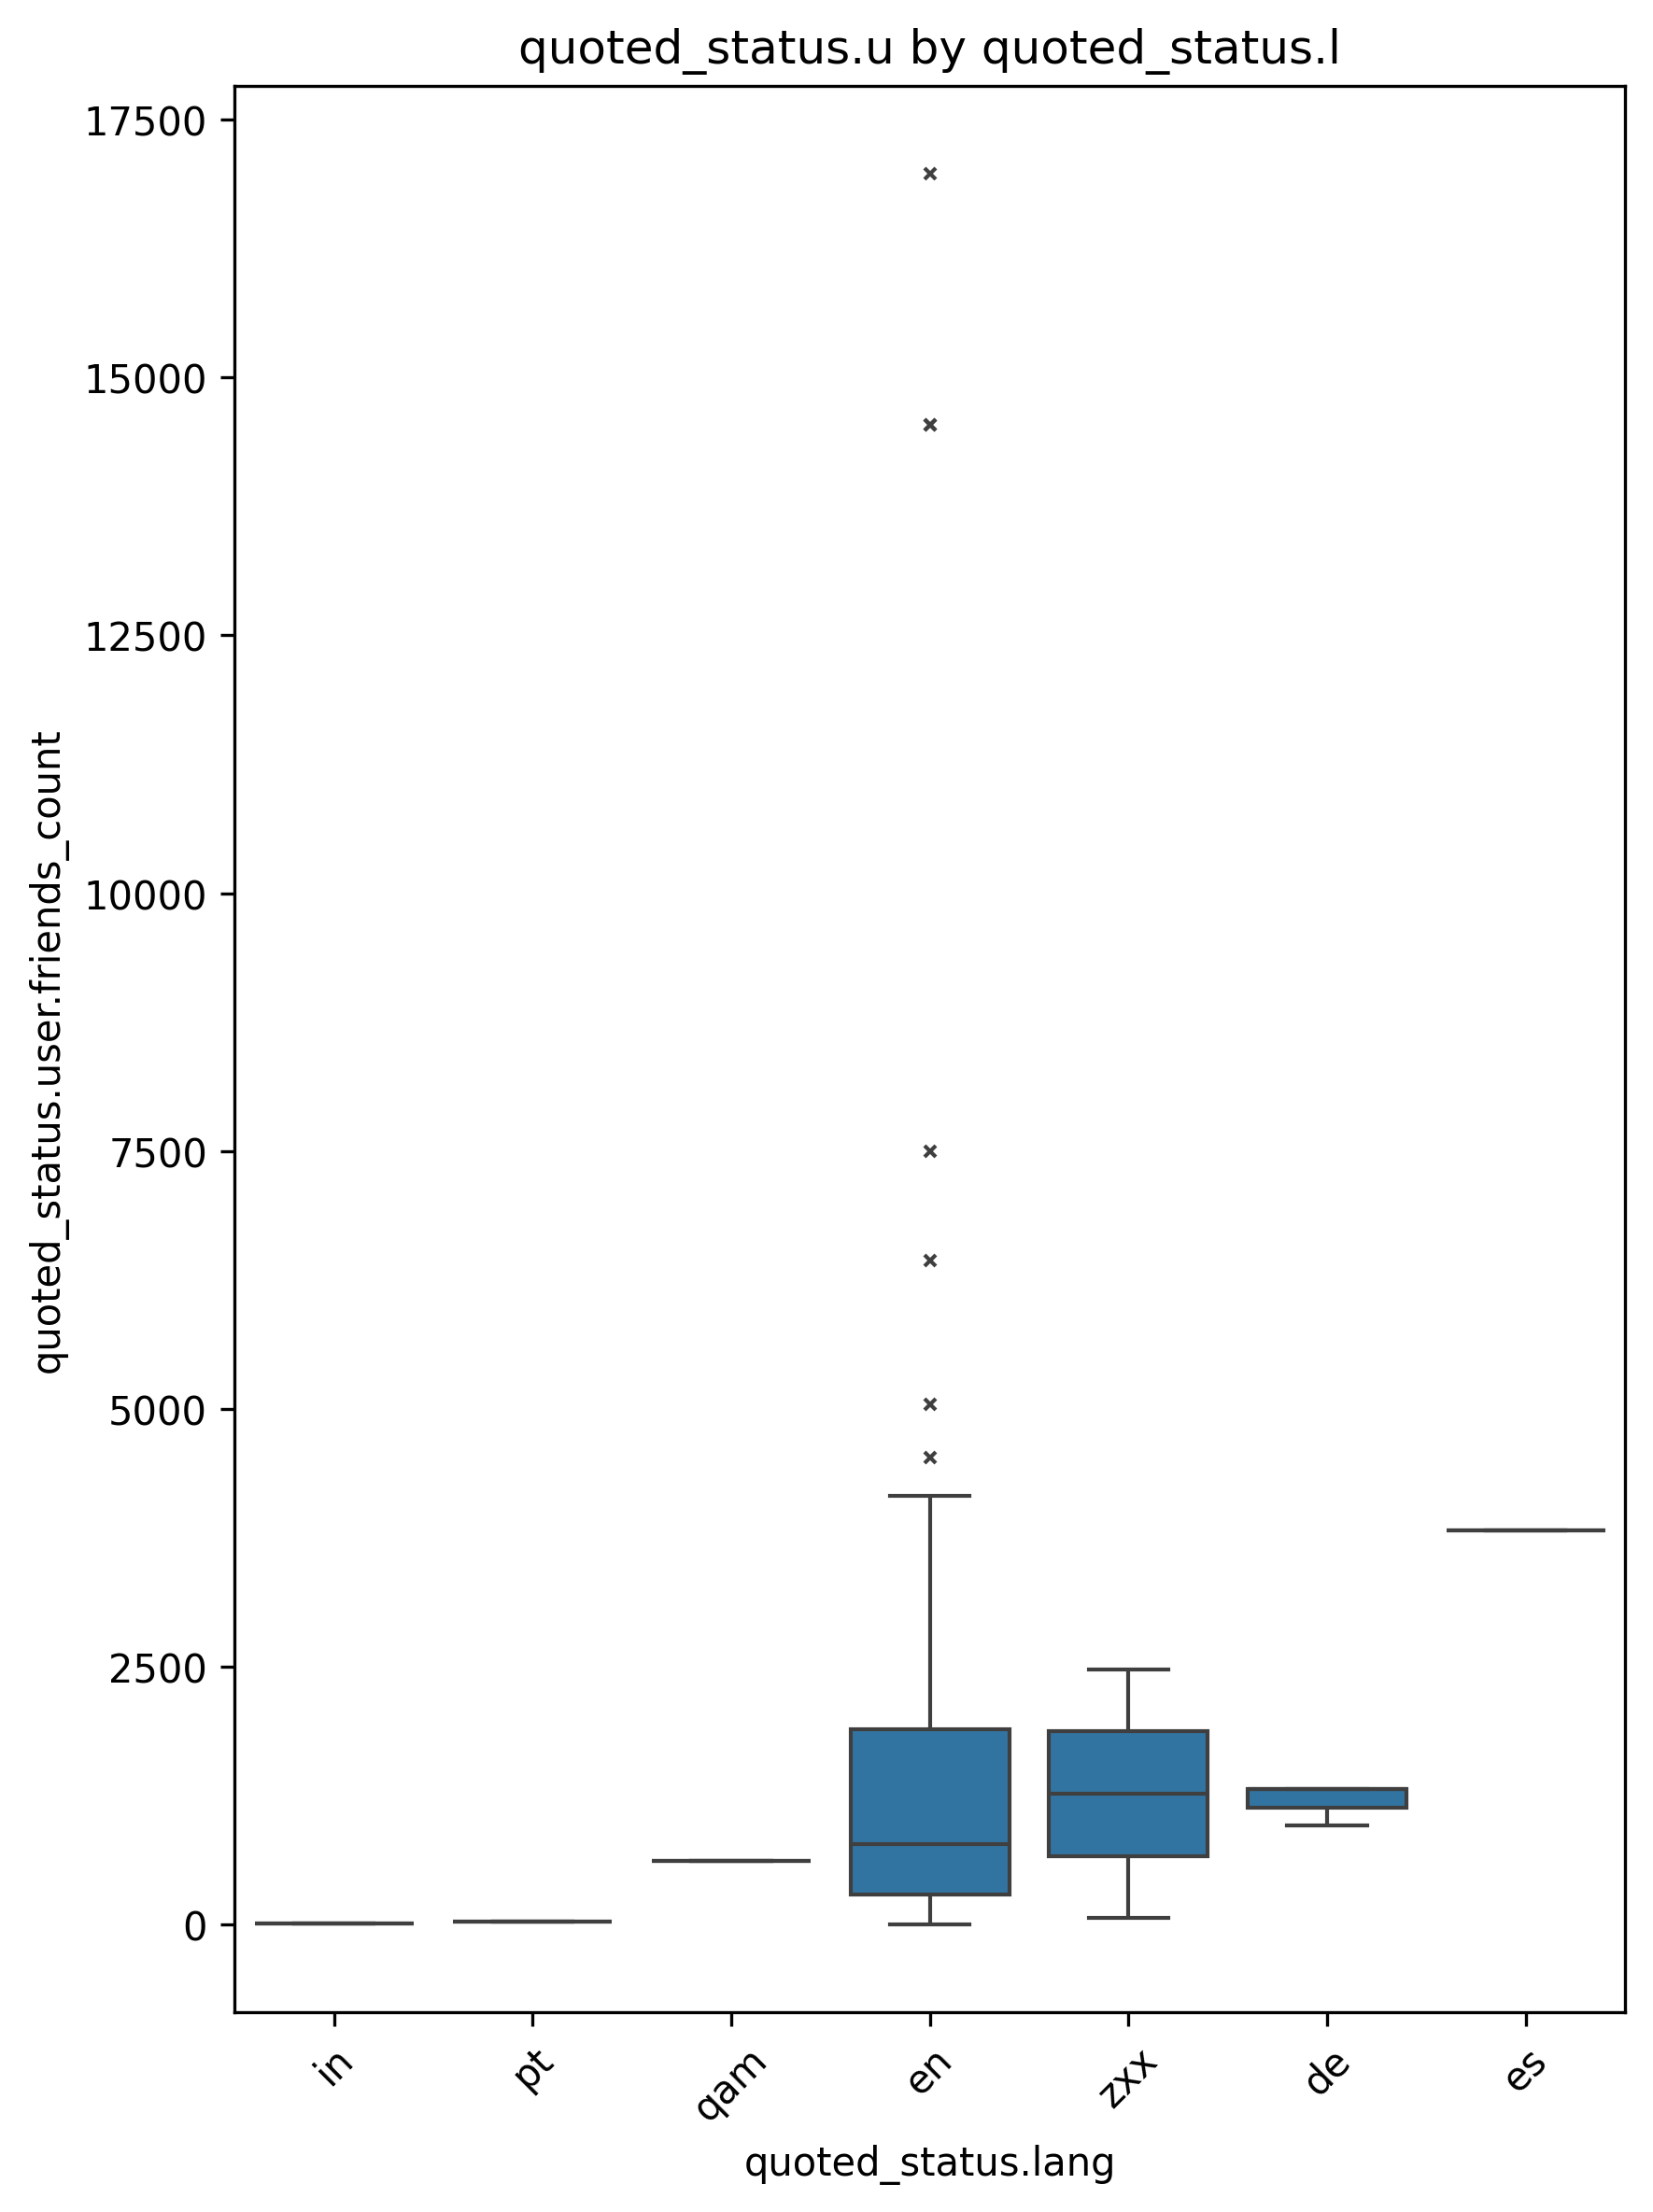 quoted_status.u by quoted_status.l
quoted_status.user.friends_count
17500
15000
12500
10000
7500
5000
2500
0
in
pt
qam
en
zxx
de
es
quoted_status.lang